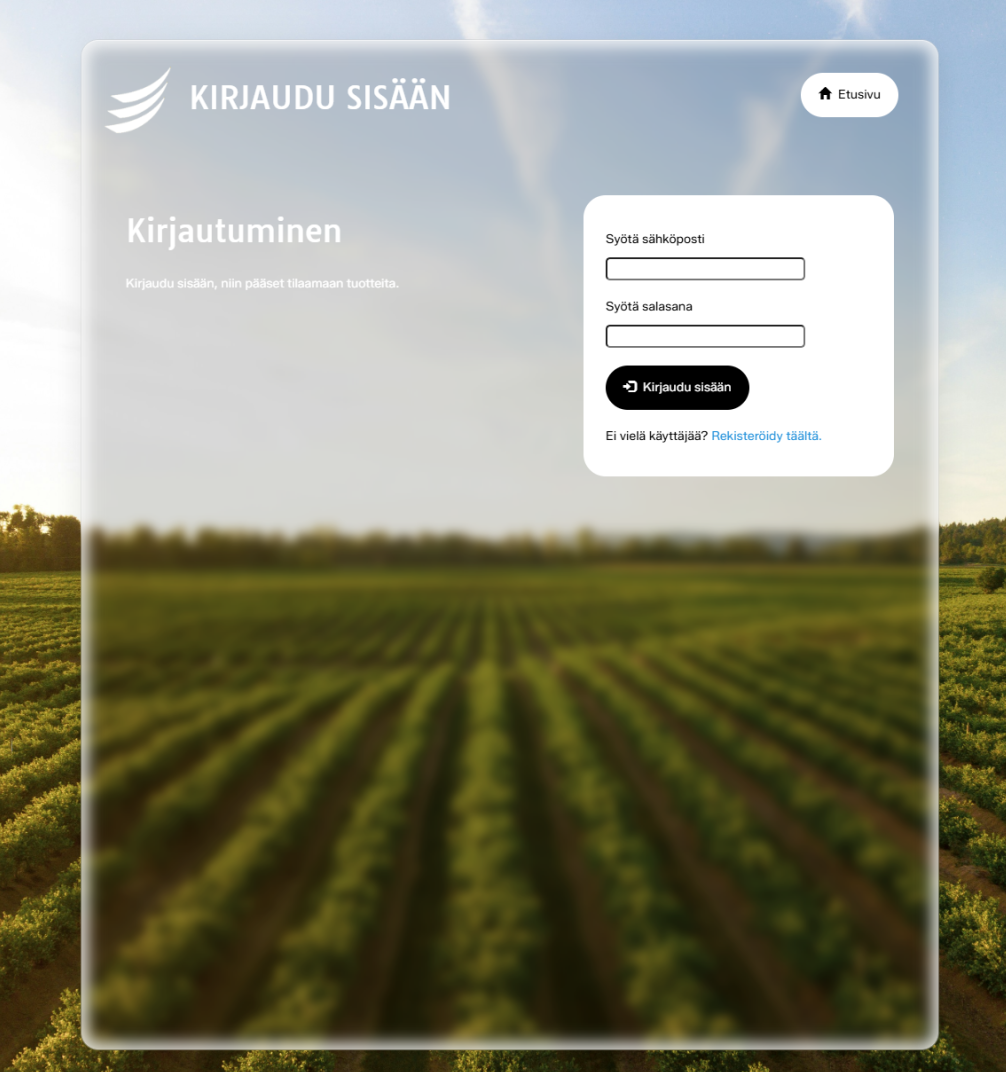 KIRJAUDU SISÄÄN
Etusivu
Kirjautuminen
Kirjaudu sisään, niin pääset tilaamaan tuotteita.
Syötä sähköposti
Syötä salasana
Kirjaudu sisään
Ei vielä käyttäjää? Rekisteröidy täältä.